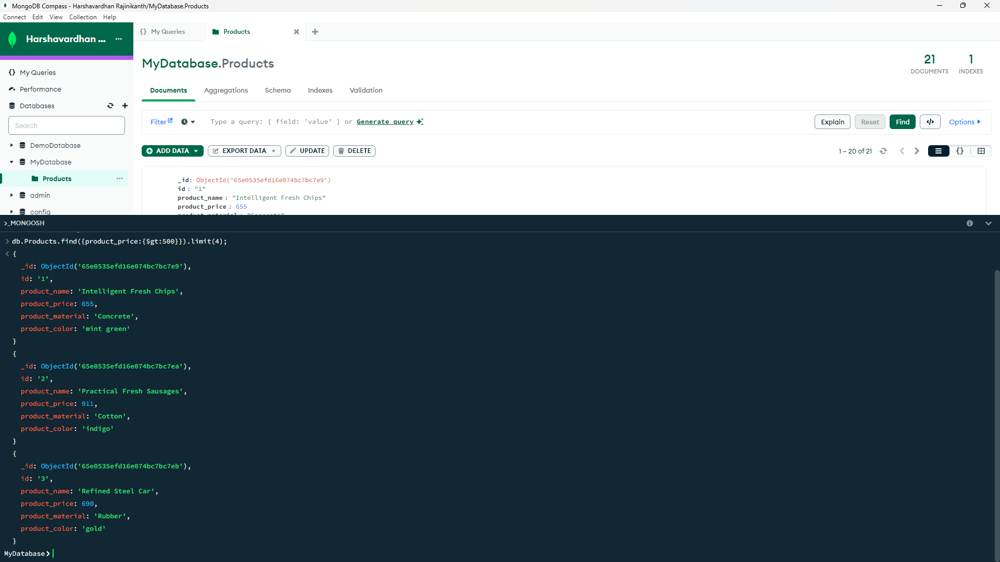 MongoDB Compass - Harshavardhan Rajinikanth/MyDatabase.Products
Connect Edit View Collection Help
Harshavardhan ...
My Queries
Products
MyDatabase.Products
21
DOCUMENTS
1
INDEXES
My Queries
Performance
Databases
Search
DemoDatabase
MyDatabase
Products
admin
config
Documents Aggregations Schema Indexes Validation
Filter
Type a query: { field: 'value' } or Generate query
Explain
Reset
Find
</>
Options
ADD DATA
EXPORT DATA
UPDATE
DELETE
1 – 20 of 21
{}
_id: ObjectId('65e0535efd16e074bc7bc7e9')
id : "1"
product_name : "Intelligent Fresh Chips"
product_price : 655
product_material : "Concrete"
>_MONGOSH
> db.Products.find({product_price:{$gt:500}}).limit(4);
< {
_id: ObjectId('65e0535efd16e074bc7bc7e9'),
id: '1',
product_name: 'Intelligent Fresh Chips',
product_price: 655,
product_material: 'Concrete',
product_color: 'mint green'
}
{
_id: ObjectId('65e0535efd16e074bc7bc7ea'),
id: '2',
product_name: 'Practical Fresh Sausages',
product_price: 911,
product_material: 'Cotton',
product_color: 'indigo'
}
{
_id: ObjectId('65e0535efd16e074bc7bc7eb'),
id: '3',
product_name: 'Refined Steel Car',
product_price: 690,
product_material: 'Rubber',
product_color: 'gold'
}
MyDatabase>